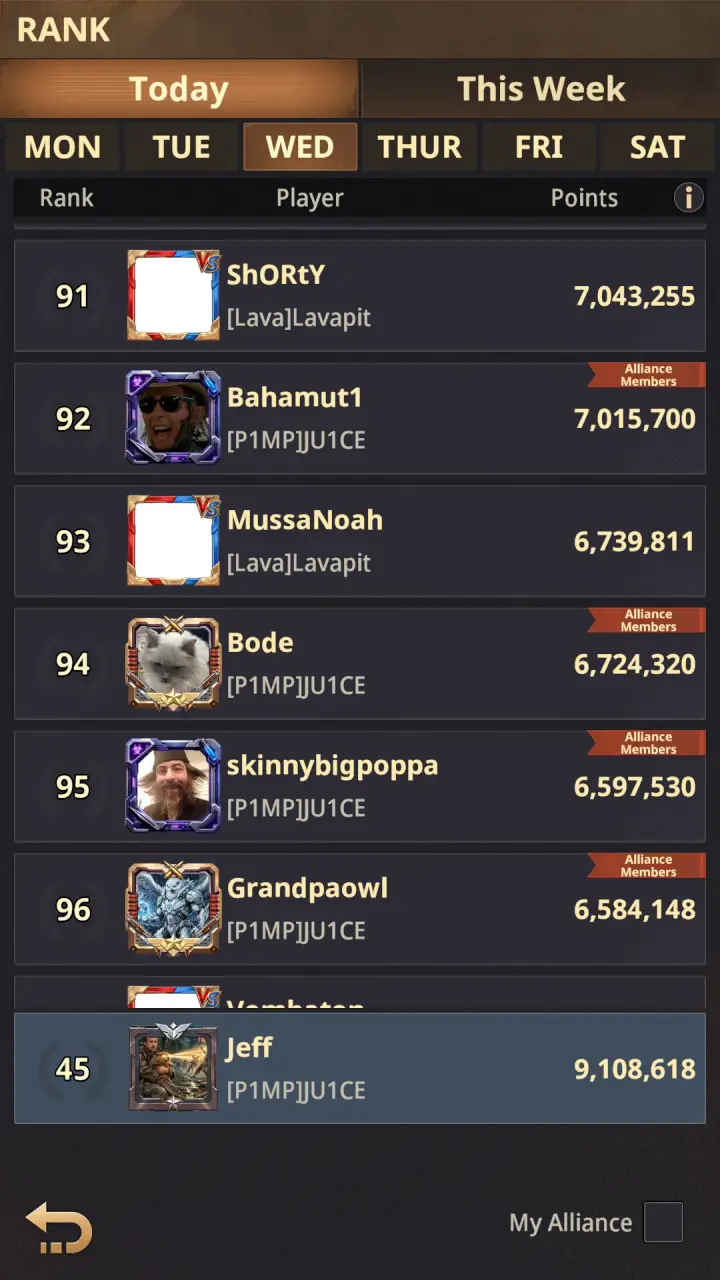 RANK
Today This Week
MON TUE WED THUR FRI SAT
Rank Player Points i
91 VS ShORtY 7,043,255
[Lava]Lavapit
Alliance Members
92 Bahamut1 7,015,700
[P1MP]JU1CE
93 VS MussaNoah 6,739,811
[Lava]Lavapit
Alliance Members
94 Bode 6,724,320
[P1MP]JU1CE
Alliance Members
95 skinnybigpoppa 6,597,530
[P1MP]JU1CE
Alliance Members
96 Grandpaowl 6,584,148
[P1MP]JU1CE
VS
45 Jeff 9,108,618
[P1MP]JU1CE
My Alliance